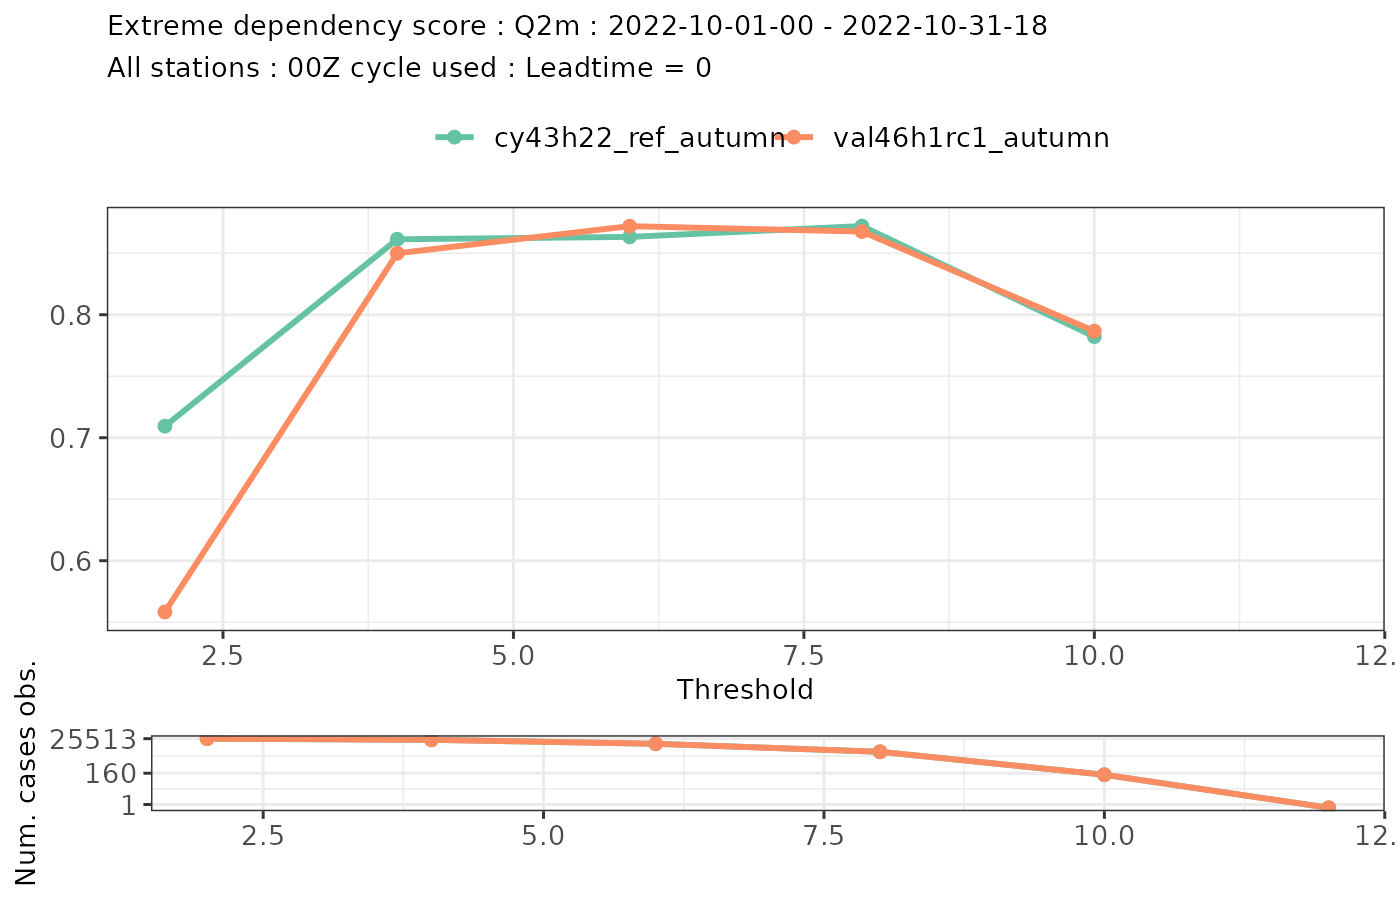 Extreme dependency score : Q2m : 2022-10-01-00 - 2022-10-31-18
All stations : 00Z cycle used : Leadtime = 0
cy43h22_ref_autumn val46h1rc1_autumn
0.8
0.7
0.6
2.5 5.0 7.5 10.0 12.
Threshold
Num. cases obs.
25513
160
1
2.5 5.0 7.5 10.0 12.